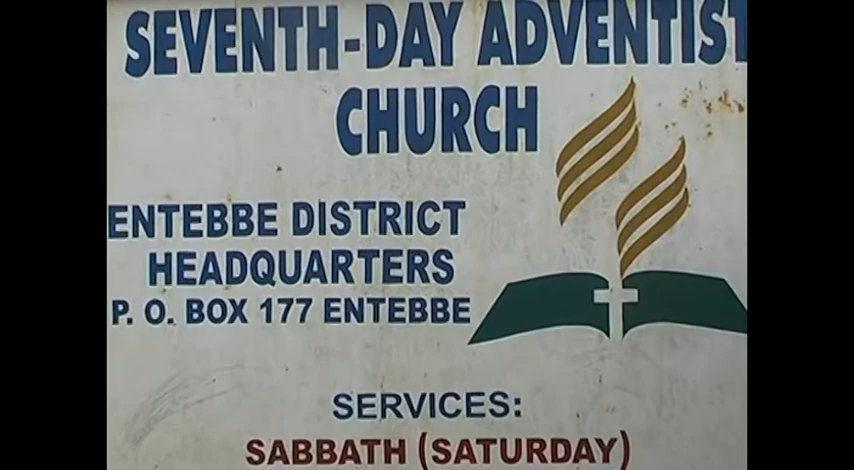 SEVENTH-DAY ADVENTIST
CHURCH
ENTEBBE DISTRICT
HEADQUARTERS
P. O. BOX 177 ENTEBBE
SERVICES:
SABBATH (SATURDAY)